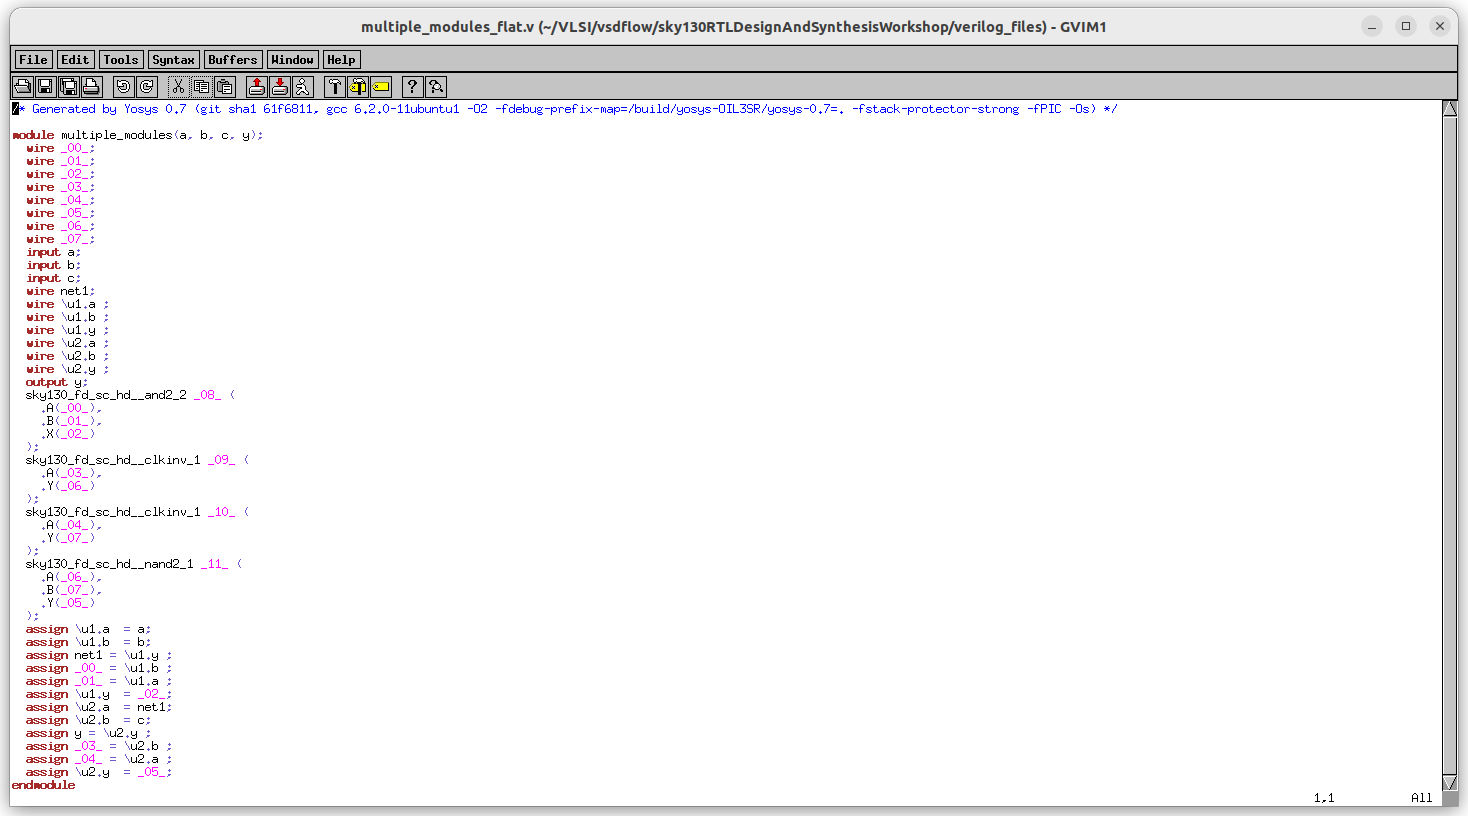 multiple_modules_flat.v (~/VLSI/vsdflow/sky130RTLDesignAndSynthesisWorkshop/verilog_files) - GVIM1
File Edit Tools Syntax Buffers Window Help
/* Generated by Yosys 0.7 (git sha1 61f6811, gcc 6.2.0-11ubuntu1 -O2 -fdebug-prefix-map=/build/yosys-OIL3SR/yosys-0.7=. -fstack-protector-strong -fPIC -Os) */
module multiple_modules(a, b, c, y);
wire _00_;
wire _01_;
wire _02_;
wire _03_;
wire _04_;
wire _05_;
wire _06_;
wire _07_;
input a;
input b;
input c;
wire net1;
wire \u1.a ;
wire \u1.b ;
wire \u1.y ;
wire \u2.a ;
wire \u2.b ;
wire \u2.y ;
output y;
sky130_fd_sc_hd__and2_2 _08_ (
.A(_00_),
.B(_01_),
.X(_02_)
);
sky130_fd_sc_hd__clkinv_1 _09_ (
.A(_03_),
.Y(_06_)
);
sky130_fd_sc_hd__clkinv_1 _10_ (
.A(_04_),
.Y(_07_)
);
sky130_fd_sc_hd__nand2_1 _11_ (
.A(_06_),
.B(_07_),
.Y(_05_)
);
assign \u1.a  = a;
assign \u1.b  = b;
assign net1 = \u1.y ;
assign _00_ = \u1.b ;
assign _01_ = \u1.a ;
assign \u1.y  = _02_;
assign \u2.a  = net1;
assign \u2.b  = c;
assign y = \u2.y ;
assign _03_ = \u2.b ;
assign _04_ = \u2.a ;
assign \u2.y  = _05_;
endmodule
1,1 All